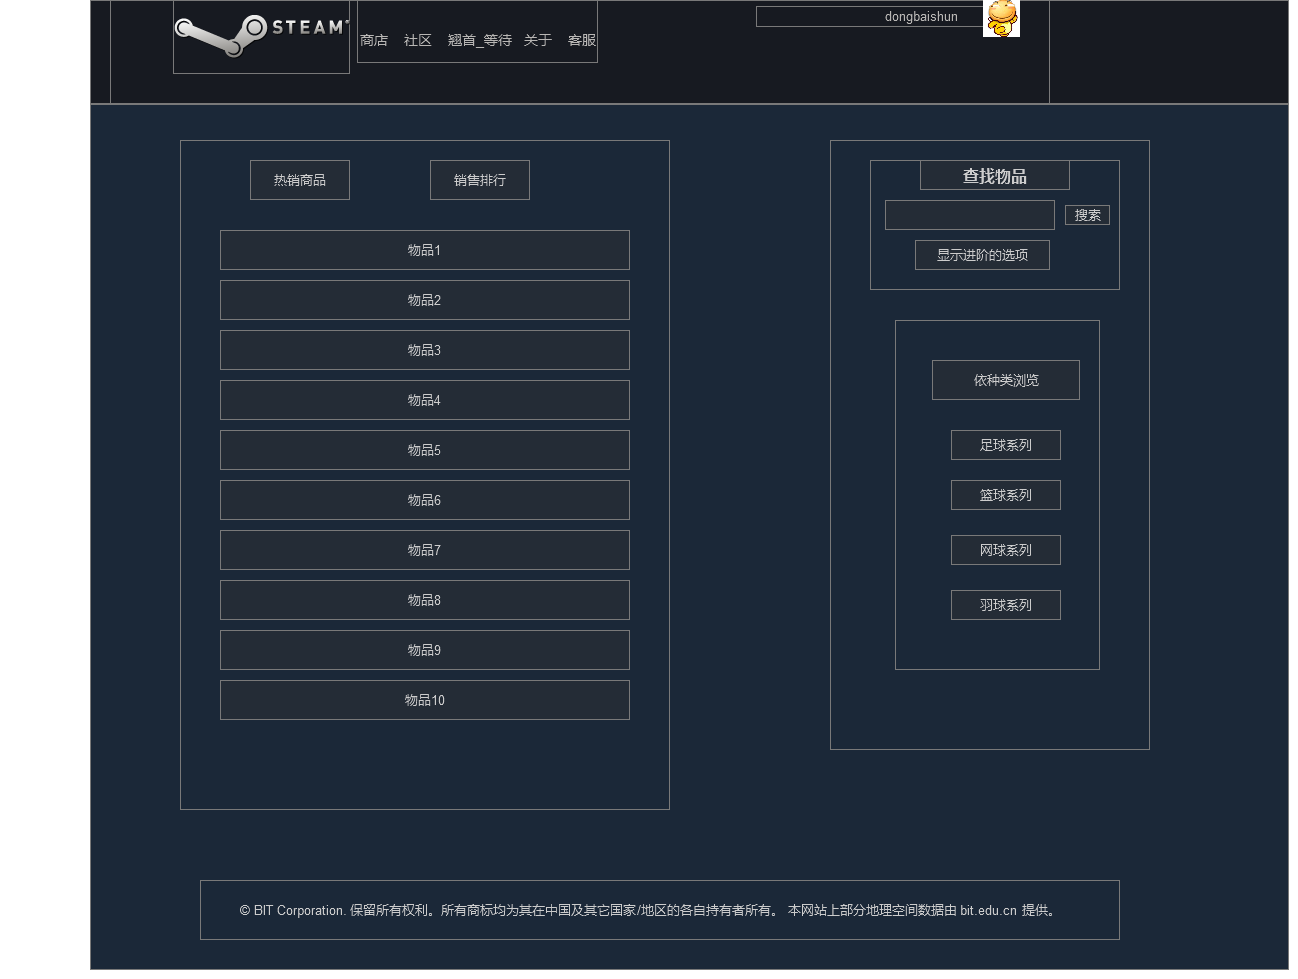 STEAM
商店 社区 翘首_等待 关于 客服
dongbaishun
热销商品 销售排行
物品1
物品2
物品3
物品4
物品5
物品6
物品7
物品8
物品9
物品10
查找物品
搜索
显示进阶的选项
依种类浏览
足球系列
篮球系列
网球系列
羽球系列
© BIT Corporation. 保留所有权利。所有商标均为其在中国及其它国家/地区的各自持有者所有。 本网站上部分地理空间数据由 bit.edu.cn 提供。